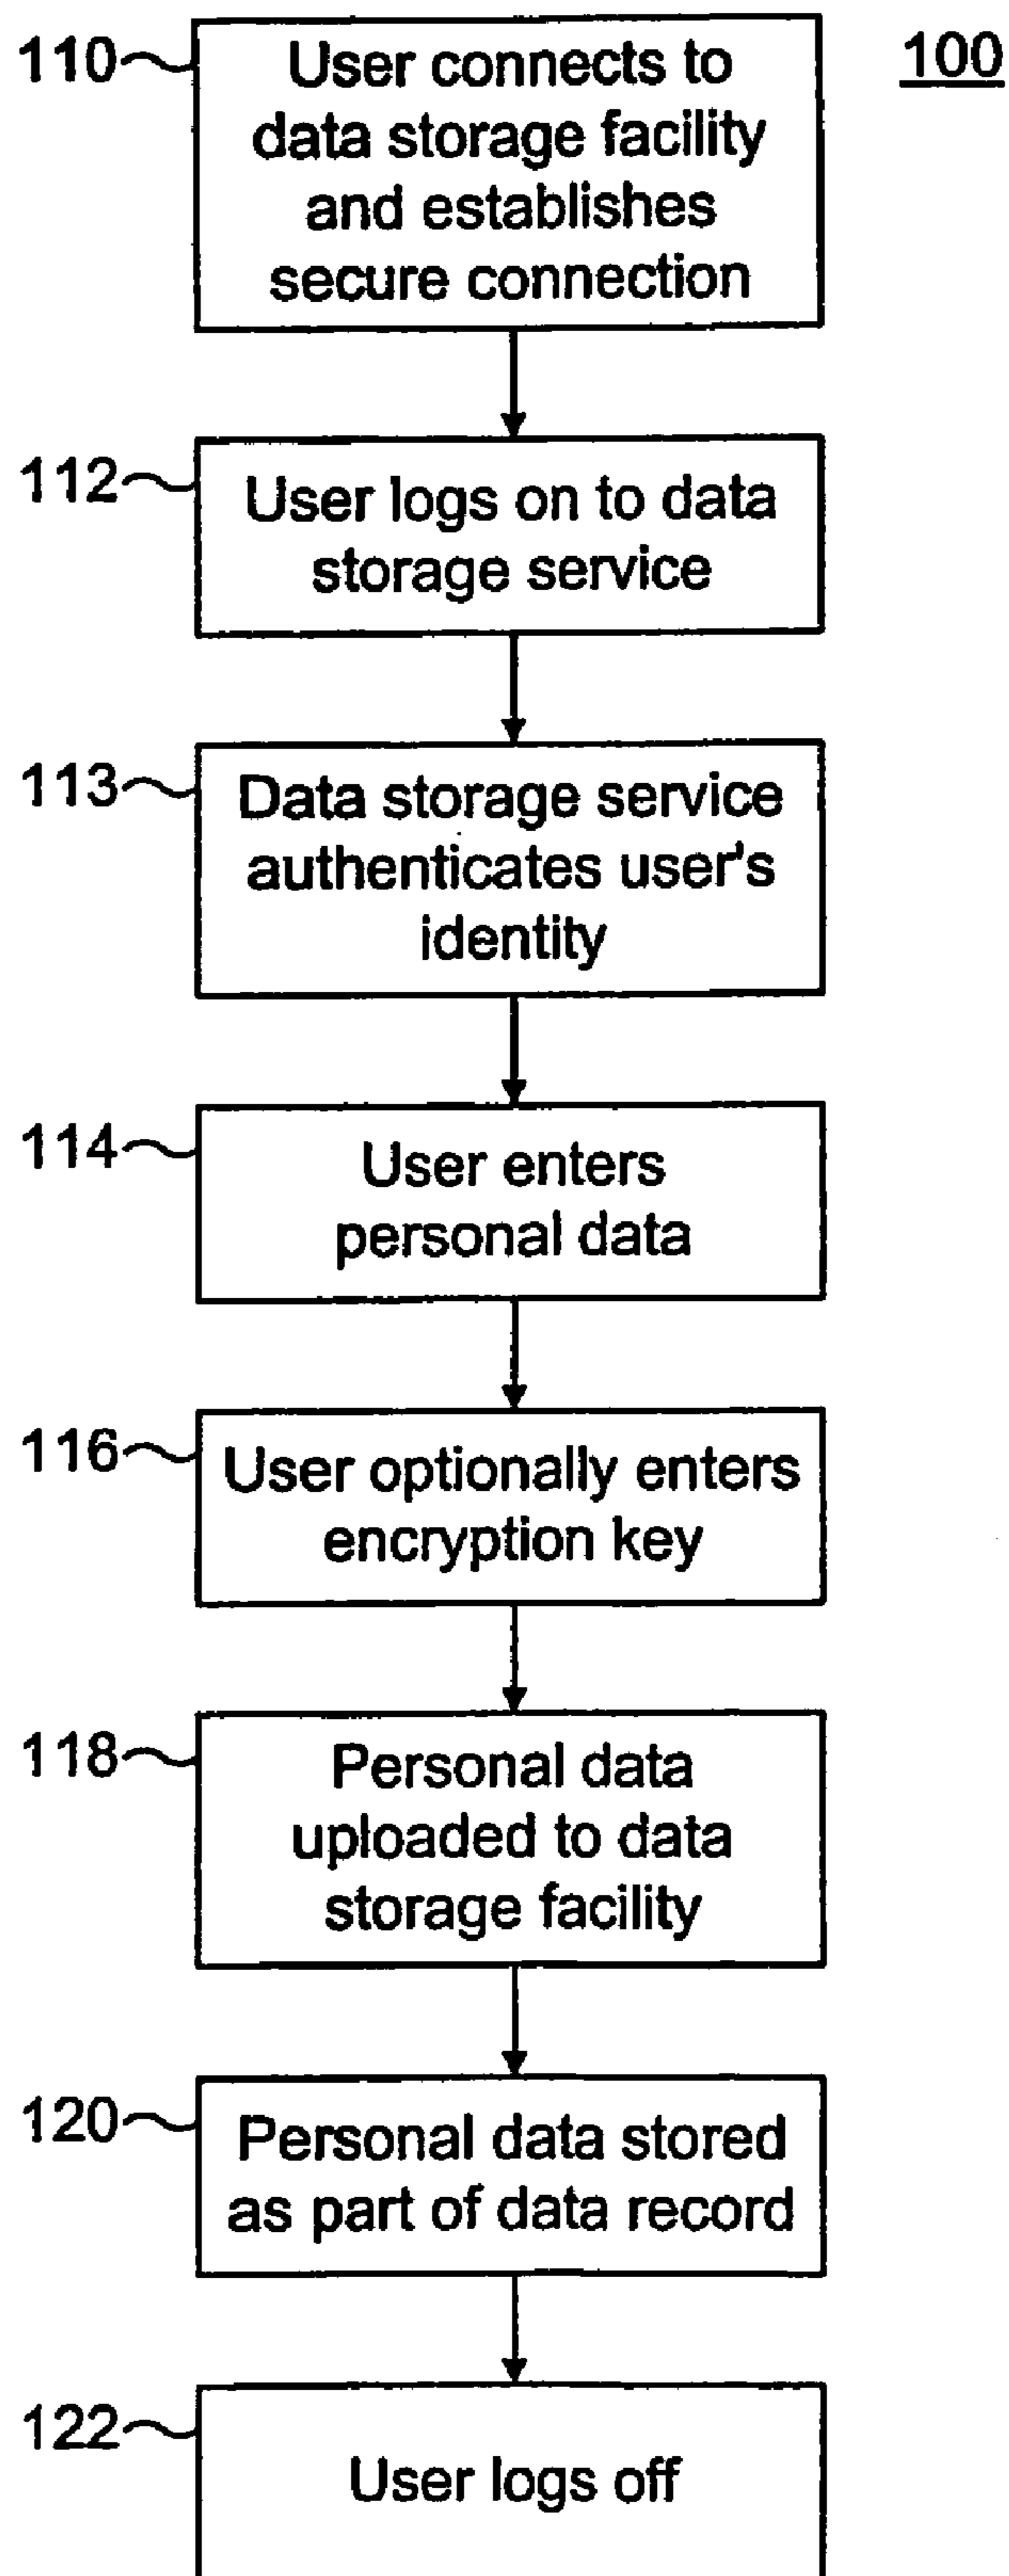 100
110
User connects to
data storage facility
and establishes
secure connection
112
User logs on to data
storage service
113
Data storage service
authenticates user's
identity
114
User enters
personal data
116
User optionally enters
encryption key
118
Personal data
uploaded to data
storage facility
120
Personal data stored
as part of data record
122
User logs off